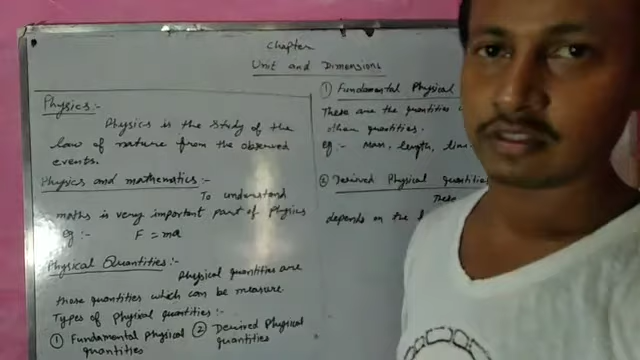 Chapter
Unit and Dimensions
Physics:-
Physics is the study of the
law of nature from the observed
events.
Physics and mathematics:-
To understand
maths is very important part of Physics
eg:- F = ma
Physical Quantities:-
Physical quantities are
those quantities which can be measure.
Types of Physical quantities:-
① Fundamental Physical quantities
② Derived Physical quantities
① Fundamental Physical
These are the quantities
other quantities.
eg:- Mass, length, time
② Derived Physical quantities
These
depends on the